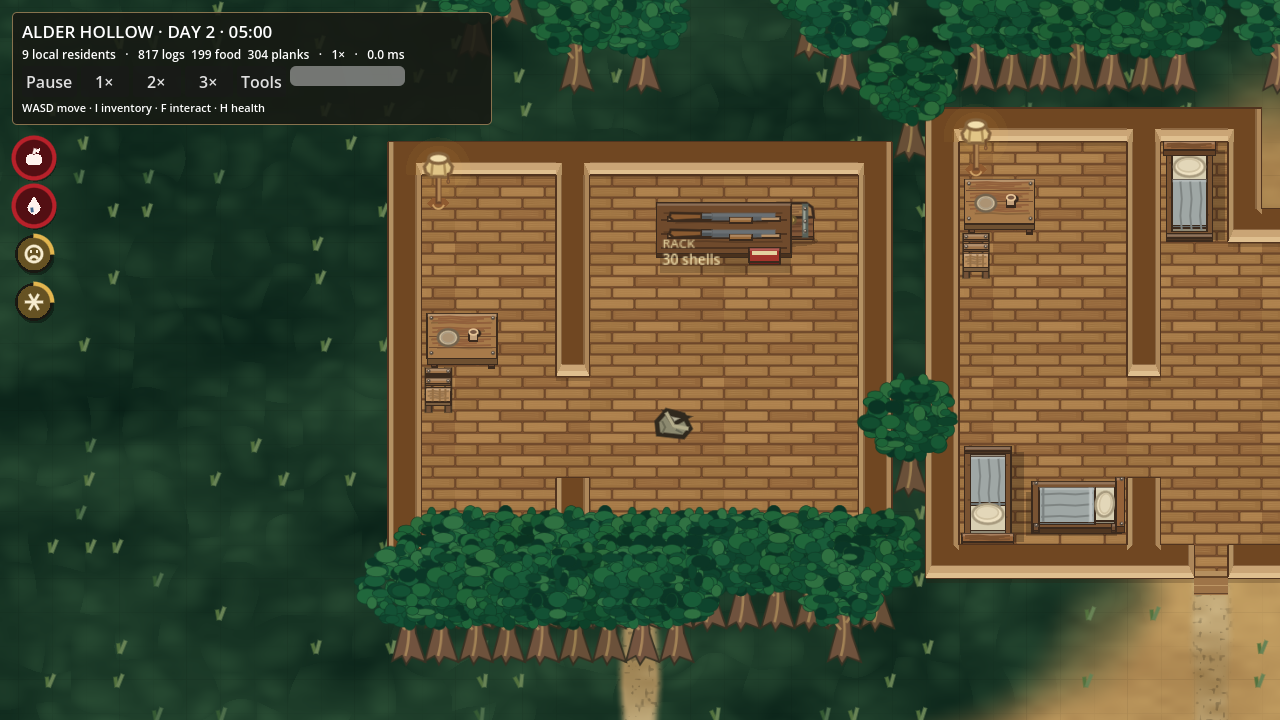 ALDER HOLLOW · DAY 2 · 05:00
9 local residents · 817 logs 199 food 304 planks · 1× · 0.0 ms
Pause 1× 2× 3× Tools
WASD move · I inventory · F interact · H health
RACK
30 shells